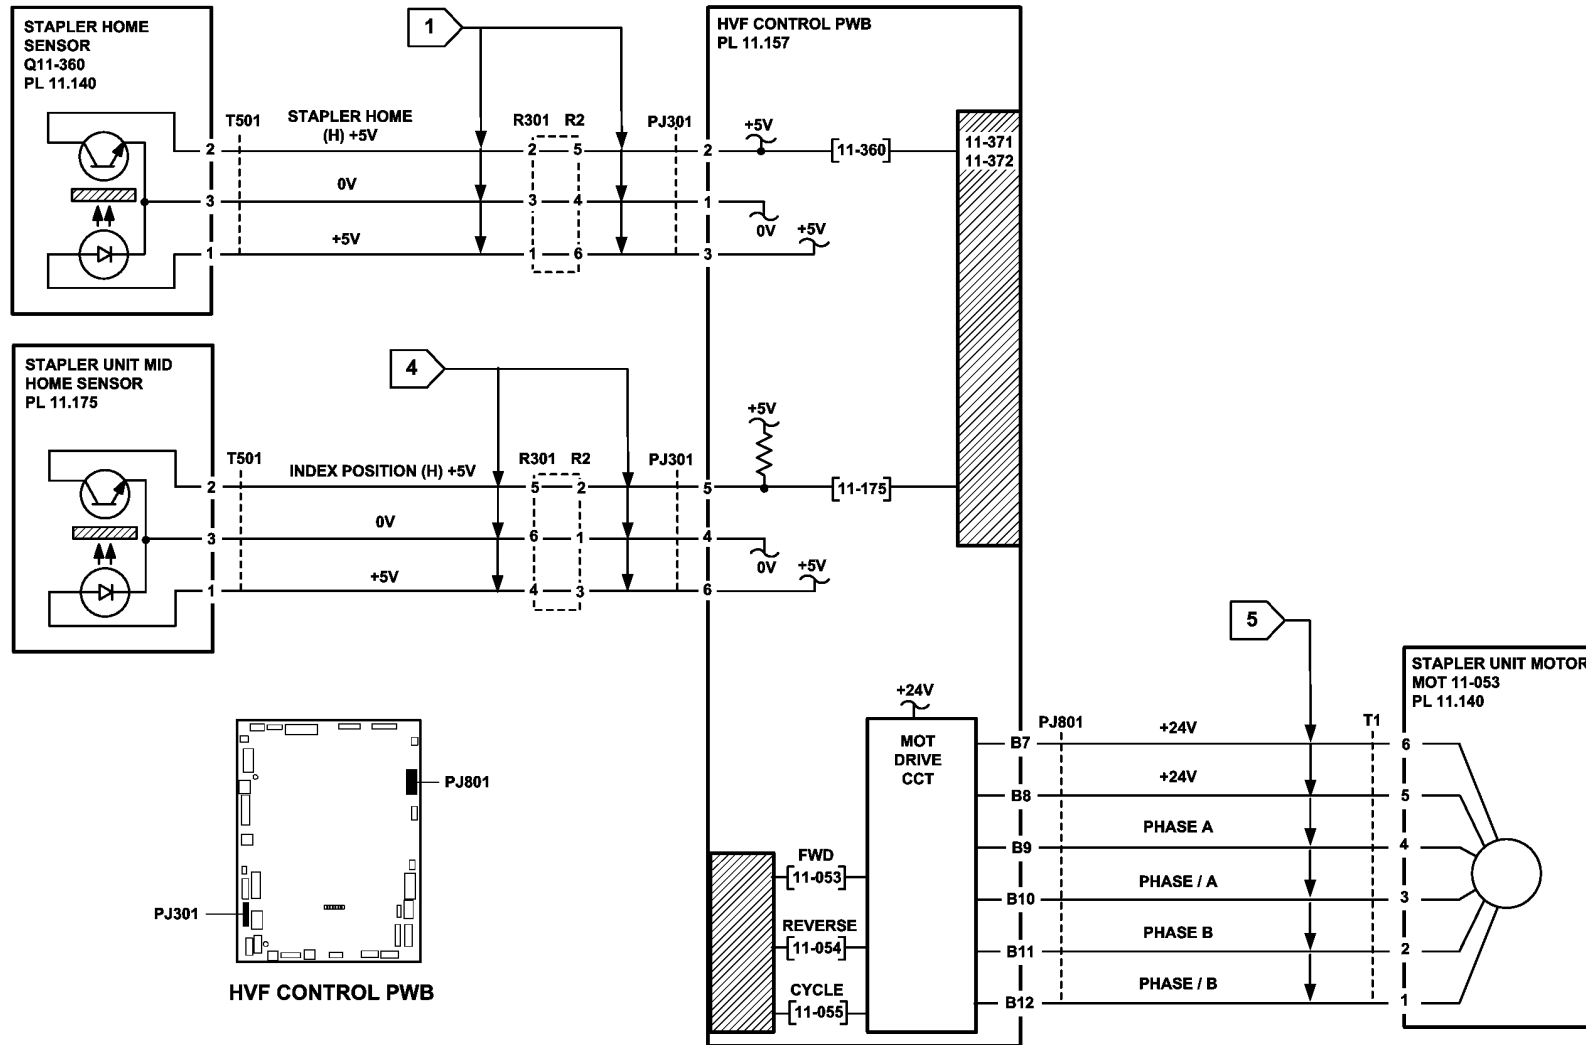 STAPLER HOME
SENSOR
Q11-360
PL 11.140
1
HVF CONTROL PWB
PL 11.157
T501
STAPLER HOME
(H) +5V
R301 R2
PJ301
+5V
2
2
5
2
[11-360]
11-371
11-372
0V
3
3
4
1
0V
+5V
+5V
1
1
6
3
STAPLER UNIT MID
HOME SENSOR
PL 11.175
4
+5V
T501
INDEX POSITION (H) +5V
R301 R2
PJ301
2
5
2
5
[11-175]
0V
3
6
1
4
0V
+5V
+5V
1
4
3
6
5
STAPLER UNIT MOTOR
MOT 11-053
PL 11.140
+24V
MOT
DRIVE
CCT
PJ801
T1
B7
+24V
6
B8
+24V
5
B9
PHASE A
4
B10
PHASE / A
3
B11
PHASE B
2
B12
PHASE / B
1
FWD
[11-053]
REVERSE
[11-054]
CYCLE
[11-055]
PJ801
PJ301
HVF CONTROL PWB